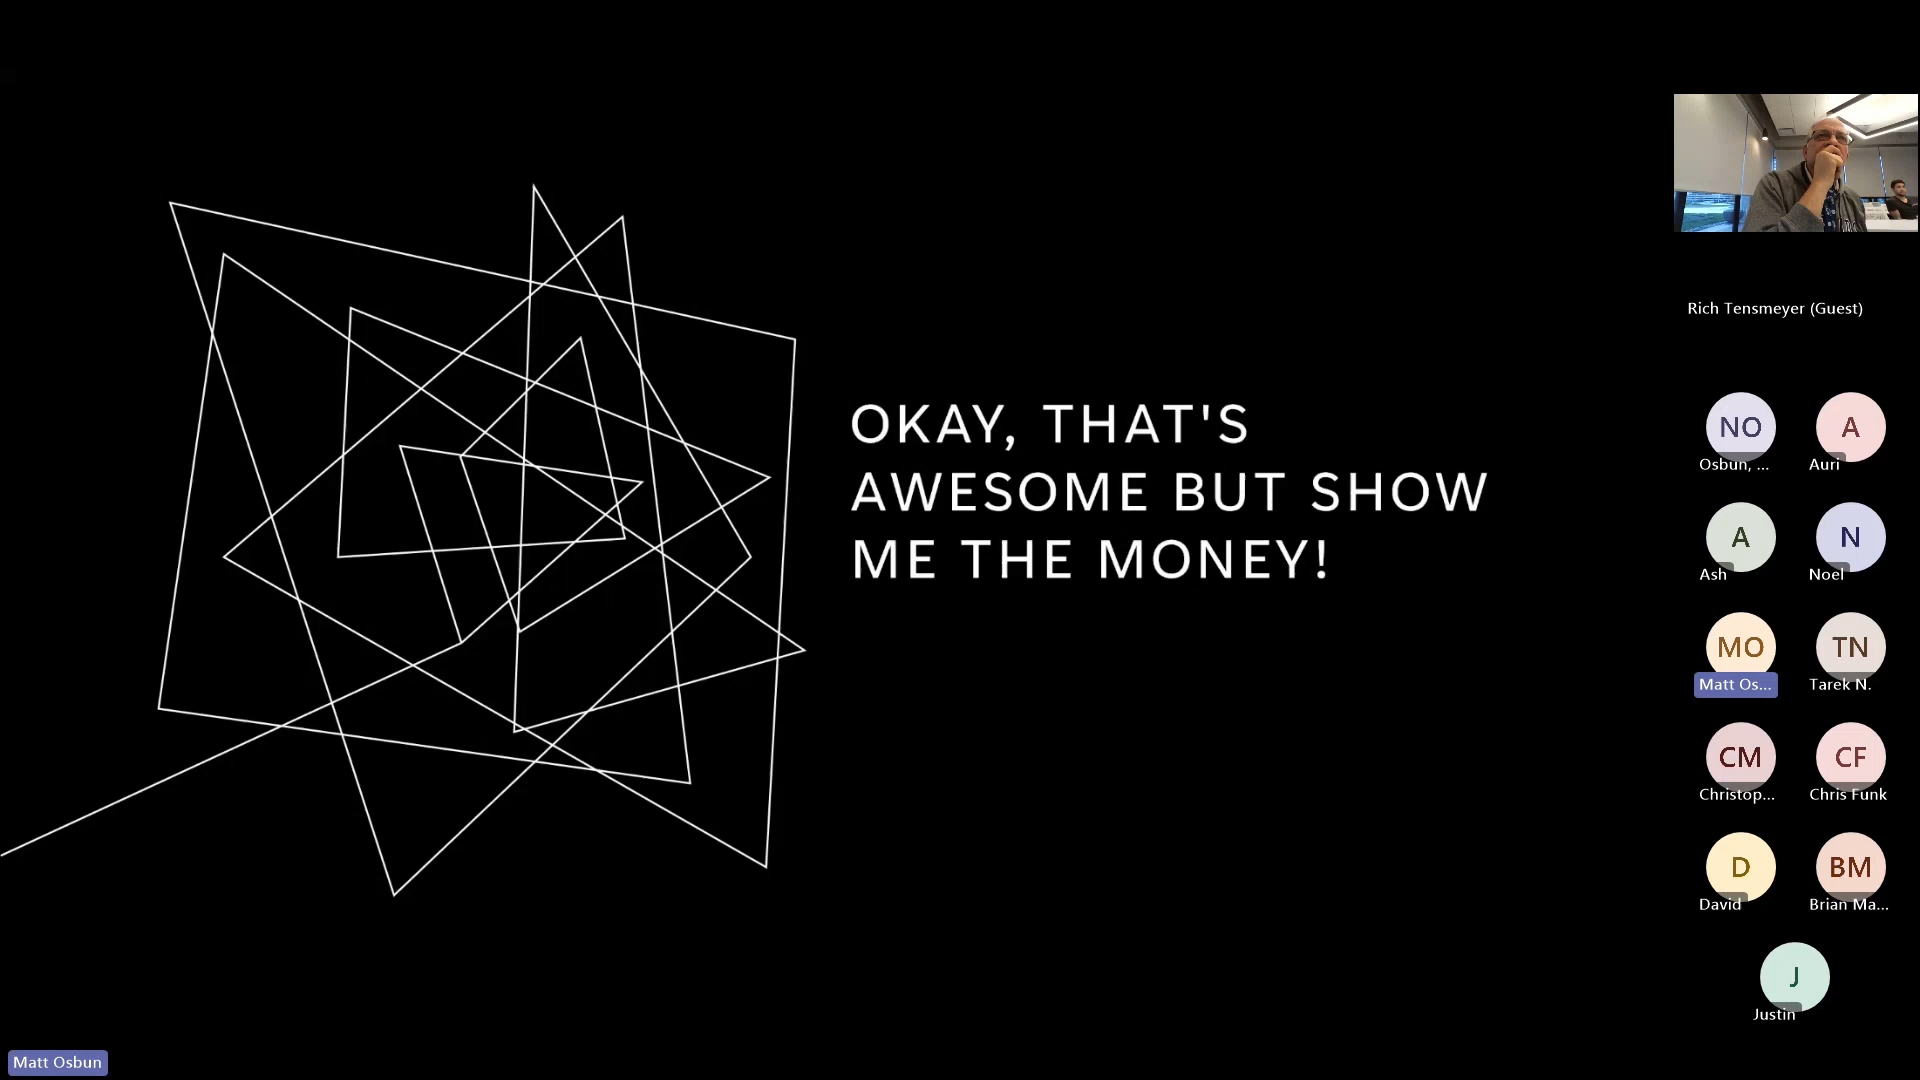 OKAY, THAT'S
AWESOME BUT SHOW
ME THE MONEY!
Rich Tensmeyer (Guest)
NO
A
Osbun, ...
Auri
A
N
Ash
Noel
MO
TN
Matt Os...
Tarek N.
CM
CF
Christop...
Chris Funk
D
BM
David
Brian Ma...
J
Justin
Matt Osbun